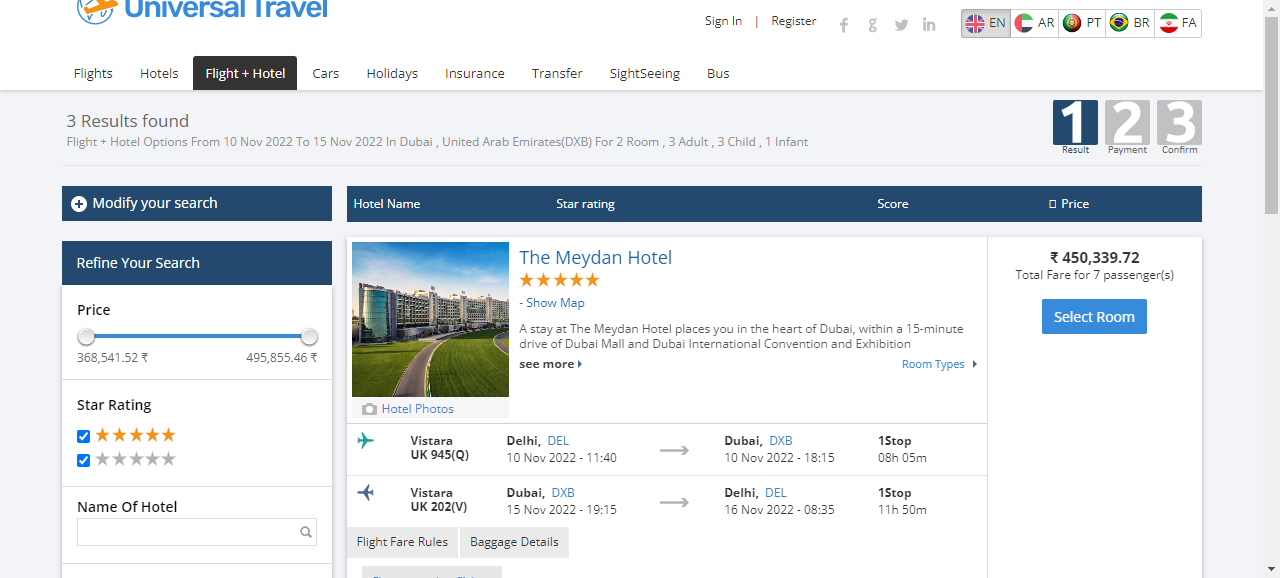 Universal Travel
Sign In | Register
EN AR PT BR FA
Flights Hotels Flight + Hotel Cars Holidays Insurance Transfer SightSeeing Bus
3 Results found
Flight + Hotel Options From 10 Nov 2022 To 15 Nov 2022 In Dubai , United Arab Emirates(DXB) For 2 Room , 3 Adult , 3 Child , 1 Infant
1 2 3
Result Payment Confirm
Modify your search
Hotel Name Star rating Score Price
Refine Your Search
Price
368,541.52 ₹ 495,855.46 ₹
Star Rating
Name Of Hotel
The Meydan Hotel
- Show Map
A stay at The Meydan Hotel places you in the heart of Dubai, within a 15-minute
drive of Dubai Mall and Dubai International Convention and Exhibition
see more
Room Types
Hotel Photos
₹ 450,339.72
Total Fare for 7 passenger(s)
Select Room
Vistara Delhi, DEL Dubai, DXB 1Stop
UK 945(Q) 10 Nov 2022 - 11:40 10 Nov 2022 - 18:15 08h 05m
Vistara Dubai, DXB Delhi, DEL 1Stop
UK 202(V) 15 Nov 2022 - 19:15 16 Nov 2022 - 08:35 11h 50m
Flight Fare Rules Baggage Details